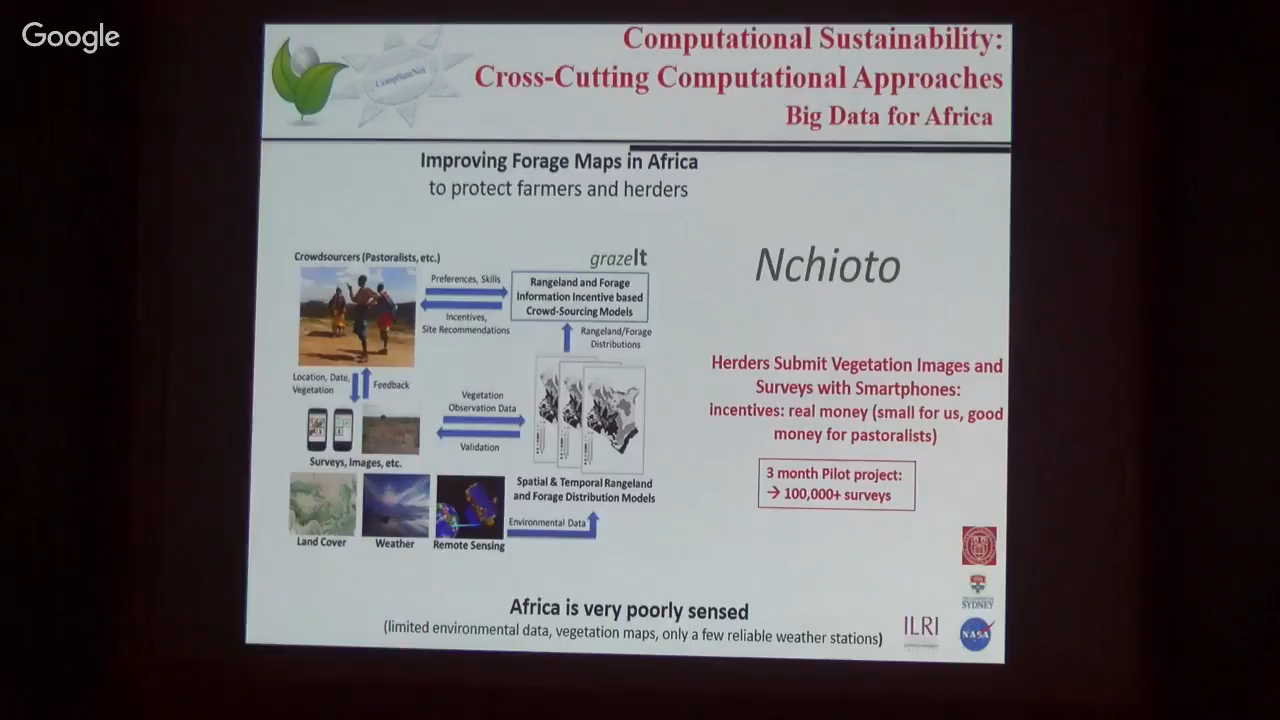 Google
CompSustNet
Computational Sustainability:
Cross-Cutting Computational Approaches
Big Data for Africa
Improving Forage Maps in Africa
to protect farmers and herders
Crowdsourcers (Pastoralists, etc.)
Preferences, Skills
Incentives,
Site Recommendations
grazeIt
Rangeland and Forage
Information Incentive based
Crowd-Sourcing Models
Rangeland/Forage
Distributions
Location, Date,
Vegetation
Feedback
Vegetation
Observation Data
Validation
Surveys, Images, etc.
Spatial & Temporal Rangeland
and Forage Distribution Models
Environmental Data
Land Cover
Weather
Remote Sensing
Nchioto
Herders Submit Vegetation Images and
Surveys with Smartphones:
incentives: real money (small for us, good
money for pastoralists)
3 month Pilot project:
→ 100,000+ surveys
Africa is very poorly sensed
(limited environmental data, vegetation maps, only a few reliable weather stations)
ILRI
SYDNEY
NASA